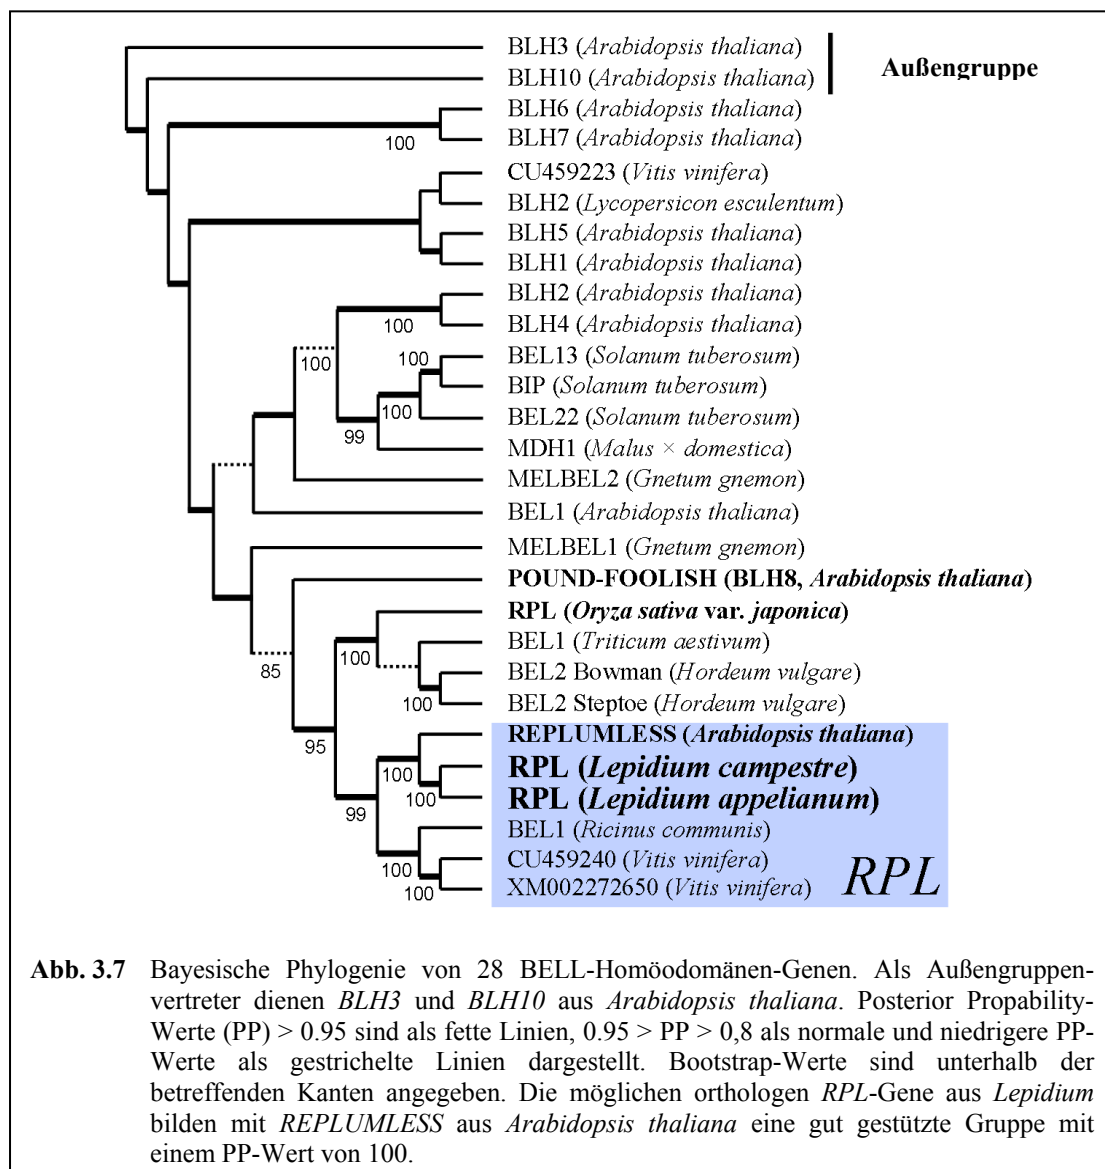 BLH3 (Arabidopsis thaliana)
Außengruppe
BLH10 (Arabidopsis thaliana)
BLH6 (Arabidopsis thaliana)
100
BLH7 (Arabidopsis thaliana)
CU459223 (Vitis vinifera)
BLH2 (Lycopersicon esculentum)
BLH5 (Arabidopsis thaliana)
BLH1 (Arabidopsis thaliana)
BLH2 (Arabidopsis thaliana)
100
BLH4 (Arabidopsis thaliana)
100
100
BEL13 (Solanum tuberosum)
BIP (Solanum tuberosum)
100
BEL22 (Solanum tuberosum)
99
MDH1 (Malus × domestica)
MELBEL2 (Gnetum gnemon)
BEL1 (Arabidopsis thaliana)
MELBEL1 (Gnetum gnemon)
POUND-FOOLISH (BLH8, Arabidopsis thaliana)
RPL (Oryza sativa var. japonica)
BEL1 (Triticum aestivum)
100
85
BEL2 Bowman (Hordeum vulgare)
100
BEL2 Steptoe (Hordeum vulgare)
REPLUMLESS (Arabidopsis thaliana)
95
100
RPL (Lepidium campestre)
100
RPL (Lepidium appelianum)
99
BEL1 (Ricinus communis)
100
CU459240 (Vitis vinifera)
100
XM002272650 (Vitis vinifera)
RPL
Abb. 3.7 Bayesische Phylogenie von 28 BELL-Homöodomänen-Genen. Als Außengruppen-
vertreter dienen BLH3 und BLH10 aus Arabidopsis thaliana. Posterior Propability-
Werte (PP) > 0.95 sind als fette Linien, 0.95 > PP > 0,8 als normale und niedrigere PP-
Werte als gestrichelte Linien dargestellt. Bootstrap-Werte sind unterhalb der
betreffenden Kanten angegeben. Die möglichen orthologen RPL-Gene aus Lepidium
bilden mit REPLUMLESS aus Arabidopsis thaliana eine gut gestützte Gruppe mit
einem PP-Wert von 100.